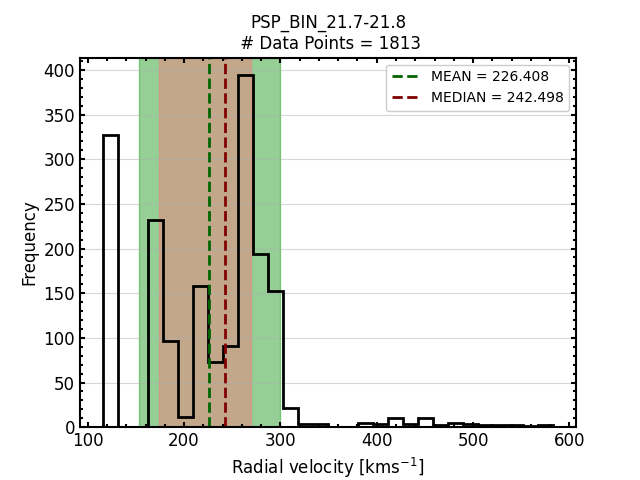 PSP_BIN_21.7-21.8
# Data Points = 1813
MEAN = 226.408
MEDIAN = 242.498
400
350
300
250
200
150
100
50
0
Frequency
100 200 300 400 500 600
Radial velocity [kms⁻¹]